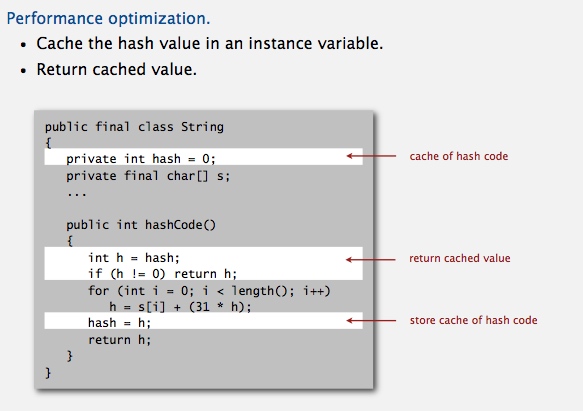 Performance optimization.
• Cache the hash value in an instance variable.
• Return cached value.
public final class String
{
private int hash = 0; cache of hash code
private final char[] s;
...
public int hashCode()
{
int h = hash; return cached value
if (h != 0) return h;
for (int i = 0; i < length(); i++)
h = s[i] + (31 * h);
hash = h; store cache of hash code
return h;
}
}